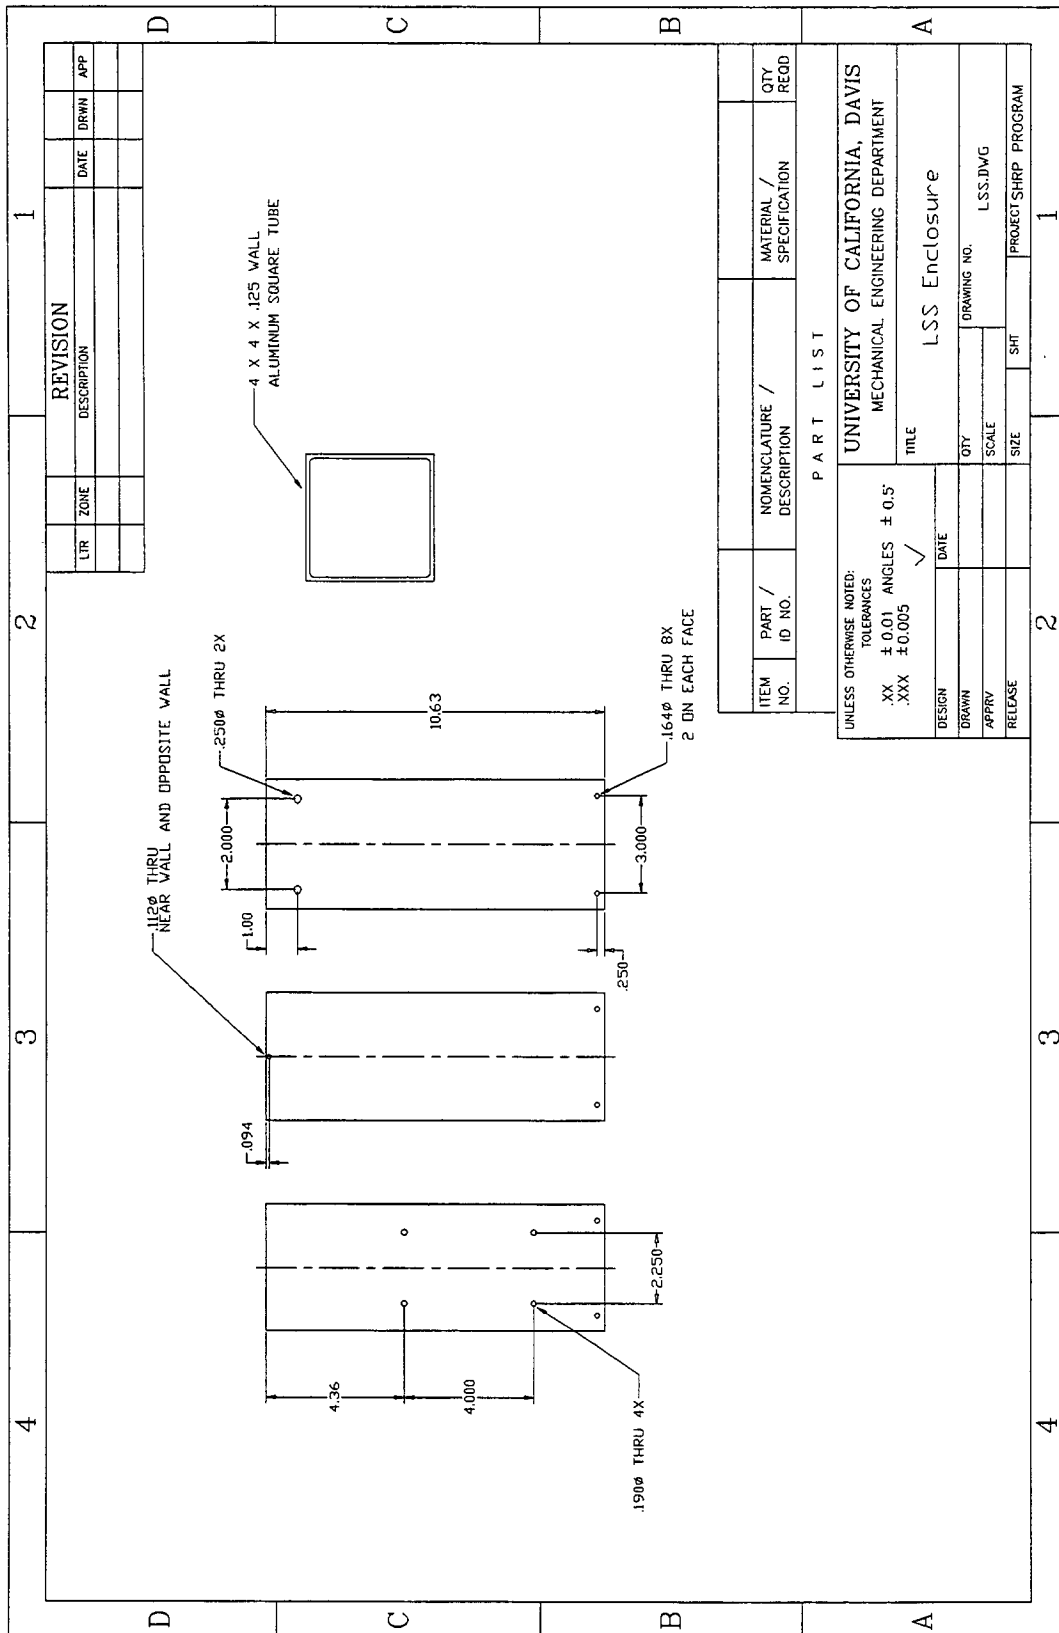 4
3
2
1
D
C
B
A
REVISION
LTR
ZONE
DESCRIPTION
DATE
DRWN
APP
.112ø THRU
NEAR WALL AND OPPOSITE WALL
.250ø THRU 2X
4 X 4 X .125 WALL
ALUMINUM SQUARE TUBE
.094
1.00
2.000
10.63
4.36
4.000
2.250
.250
3.000
.190ø THRU 4X
.164ø THRU 8X
2 ON EACH FACE
ITEM
NO.
PART /
ID NO.
NOMENCLATURE /
DESCRIPTION
MATERIAL /
SPECIFICATION
QTY
REQD
PART LIST
UNLESS OTHERWISE NOTED:
TOLERANCES
.XX ± 0.01 ANGLES ± 0.5°
.XXX ± 0.005
DESIGN
DATE
DRAWN
APPRV
RELEASE
UNIVERSITY OF CALIFORNIA, DAVIS
MECHANICAL ENGINEERING DEPARTMENT
TITLE
LSS Enclosure
QTY
DRAWING NO.
SCALE
LSS.DWG
SIZE
SHT
PROJECT SHRP PROGRAM
D
C
B
A
4
3
2
1